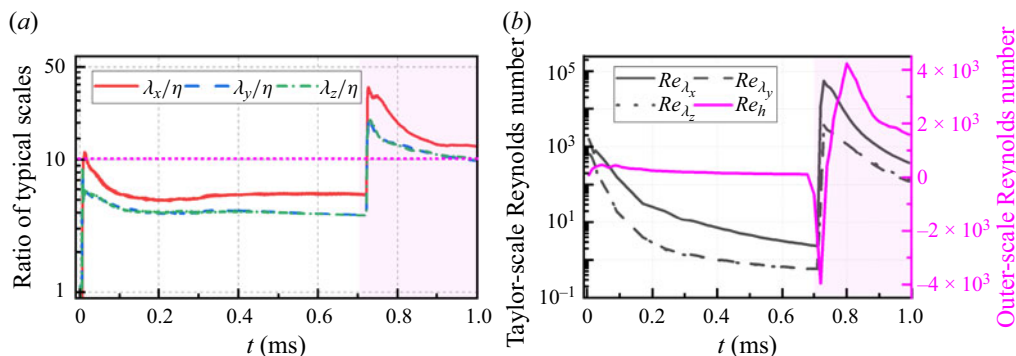 (a)
Ratio of typical scales
50
10
1
λx/η λy/η λz/η
0 0.2 0.4 0.6 0.8 1.0
t (ms)
(b)
Taylor-scale Reynolds number
10^5
10^3
10^1
10^−1
Reλx Reλy
Reλz Reh
0 0.2 0.4 0.6 0.8 1.0
t (ms)
4 × 10^3
2 × 10^3
0
−2 × 10^3
−4 × 10^3
Outer-scale Reynolds number